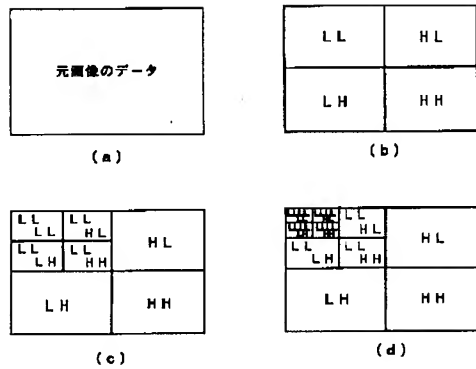 元画像のデータ
(a)
LL HL
LH HH
(b)
LL LL
LL HL
HL
LL LH
LL HH
LH HH
(c)
LL HL
HL
LL LH
LL HH
LH HH
(d)